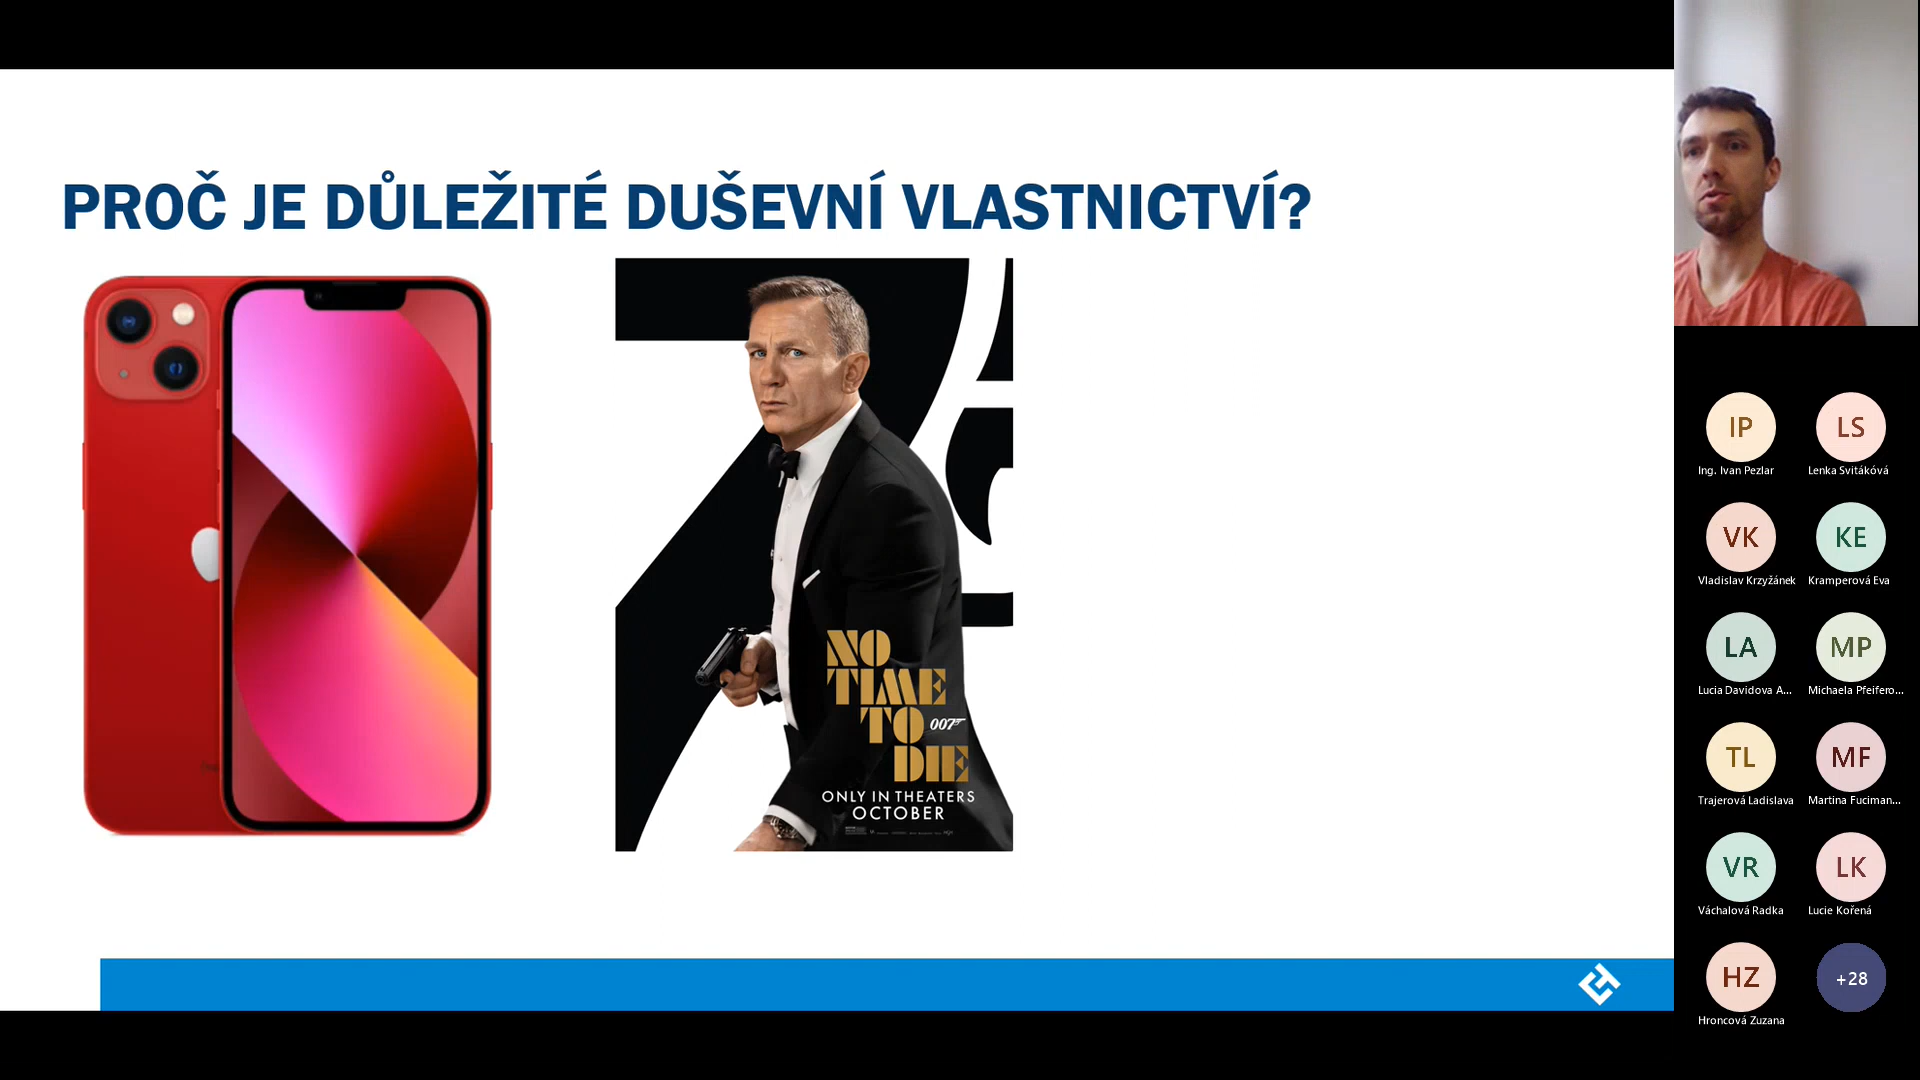 PROČ JE DŮLEŽITÉ DUŠEVNÍ VLASTNICTVÍ?
NO
TIME
TO 007
DIE
ONLY IN THEATERS
OCTOBER
IP
LS
Ing. Ivan Pezlar
Lenka Svitáková
VK
KE
Vladislav Krzyžánek
Kramperová Eva
LA
MP
Lucia Davidova A...
Michaela Pfeifero...
TL
MF
Trajerová Ladislava
Martina Fuciman...
VR
LK
Váchalová Radka
Lucie Kořená
HZ
+28
Hroncová Zuzana